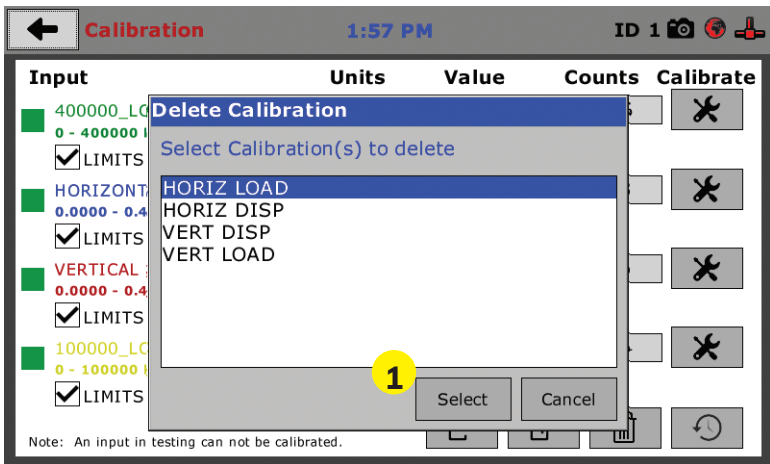 Calibration 1:57 PM ID 1
Input Units Value Counts Calibrate
400000_LO
0 - 400000
LIMITS
HORIZONT
0.0000 - 0.4
LIMITS
VERTICAL
0.0000 - 0.4
LIMITS
100000_LO
0 - 100000
LIMITS
Delete Calibration
Select Calibration(s) to delete
HORIZ LOAD
HORIZ DISP
VERT DISP
VERT LOAD
1
Select Cancel
Note: An input in testing can not be calibrated.